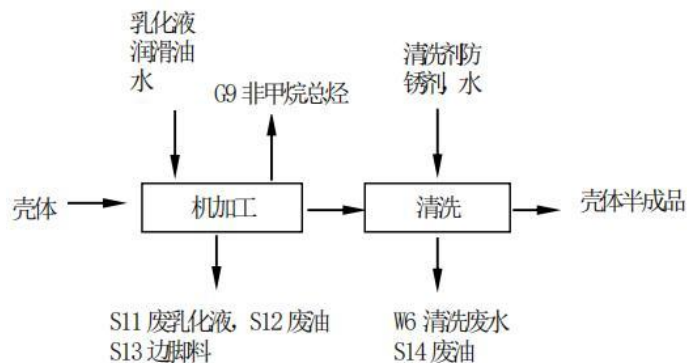 乳化液
润滑油
水
清洗剂防
锈剂，水
G9 非甲烷总烃
壳体
机加工
清洗
壳体半成品
S11 废乳化液，S12 废油
S13 边脚料
W6 清洗废水
S14 废油